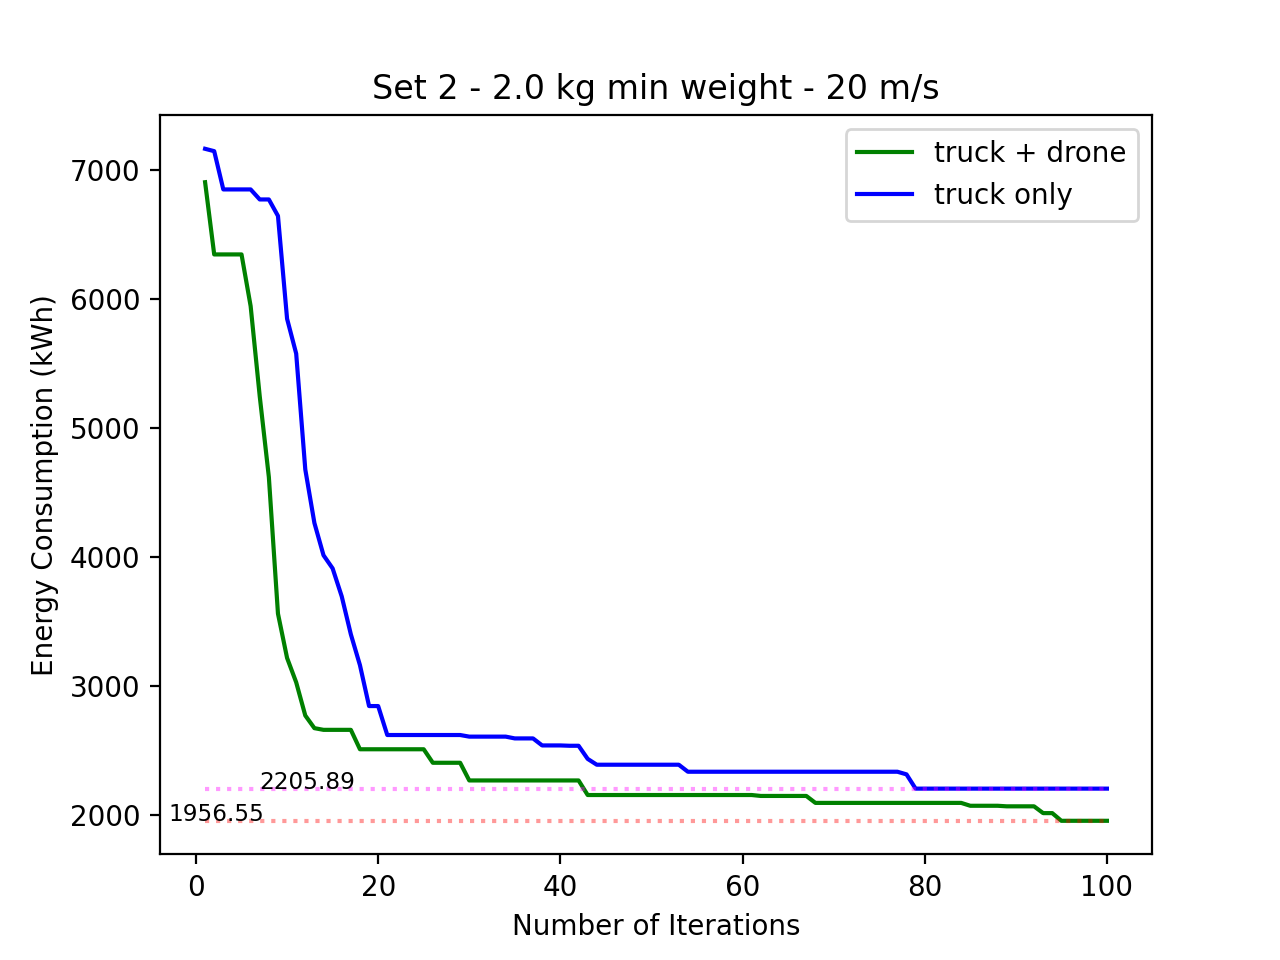 Set 2 - 2.0 kg min weight - 20 m/s
truck + drone
truck only
Energy Consumption (kWh)
7000
6000
5000
4000
3000
2000
2205.89
1956.55
0 20 40 60 80 100
Number of Iterations